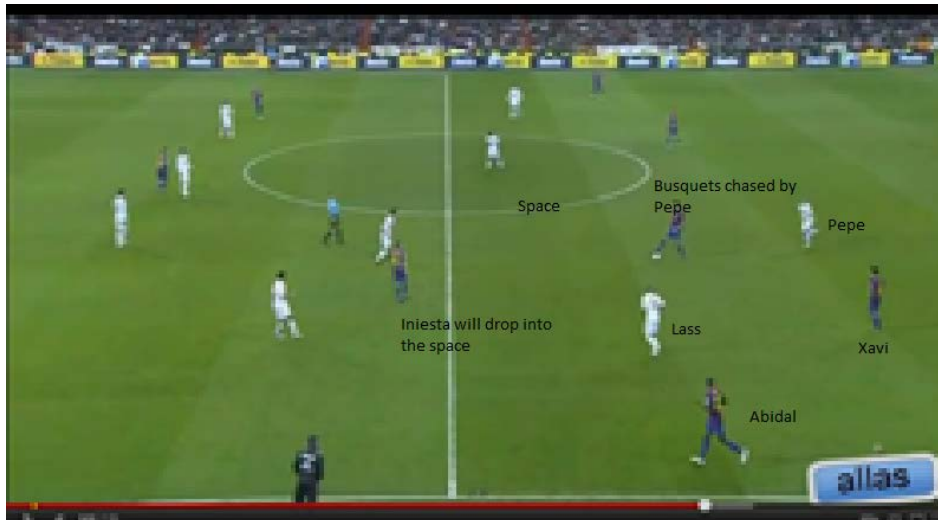 Busquets chased by
Pepe
Space
Pepe
Iniesta will drop into
the space
Lass
Xavi
Abidal
allas